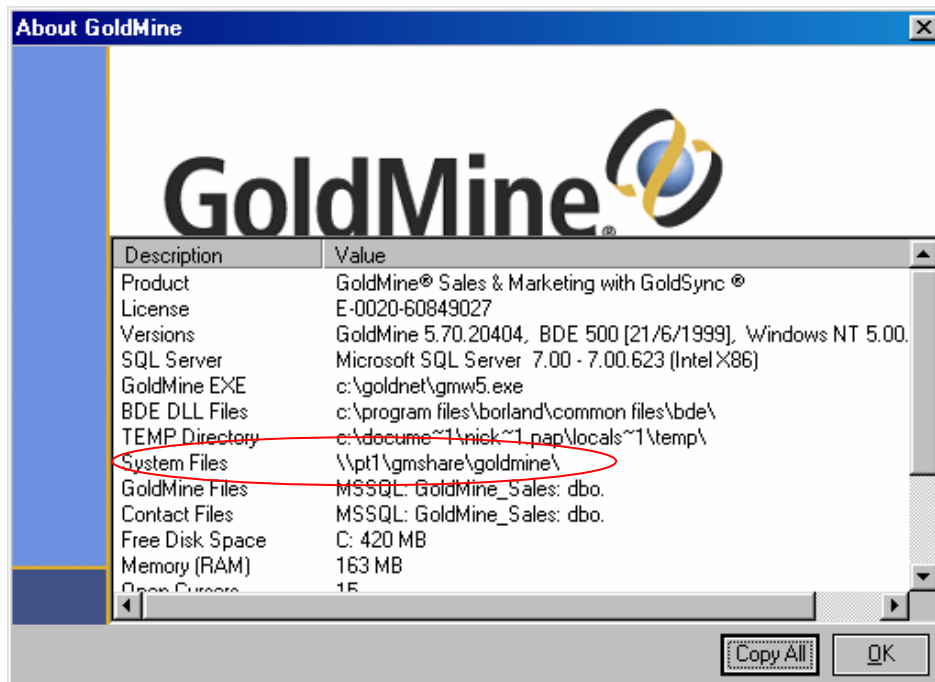 About GoldMine
GoldMine®
Description Value
Product GoldMine® Sales & Marketing with GoldSync ®
License E-0020-60849027
Versions GoldMine 5.70.20404, BDE 500 [21/6/1999], Windows NT 5.00.
SQL Server Microsoft SQL Server 7.00 - 7.00.623 (Intel X86)
GoldMine EXE c:\goldnet\gmw5.exe
BDE DLL Files c:\program files\borland\common files\bde\
TEMP Directory c:\docume~1\nick~1.pap\locals~1\temp\
System Files \\pt1\gmshare\goldmine\
GoldMine Files MSSQL: GoldMine_Sales: dbo.
Contact Files MSSQL: GoldMine_Sales: dbo.
Free Disk Space C: 420 MB
Memory (RAM) 163 MB
Open Cursors 15
Copy All OK